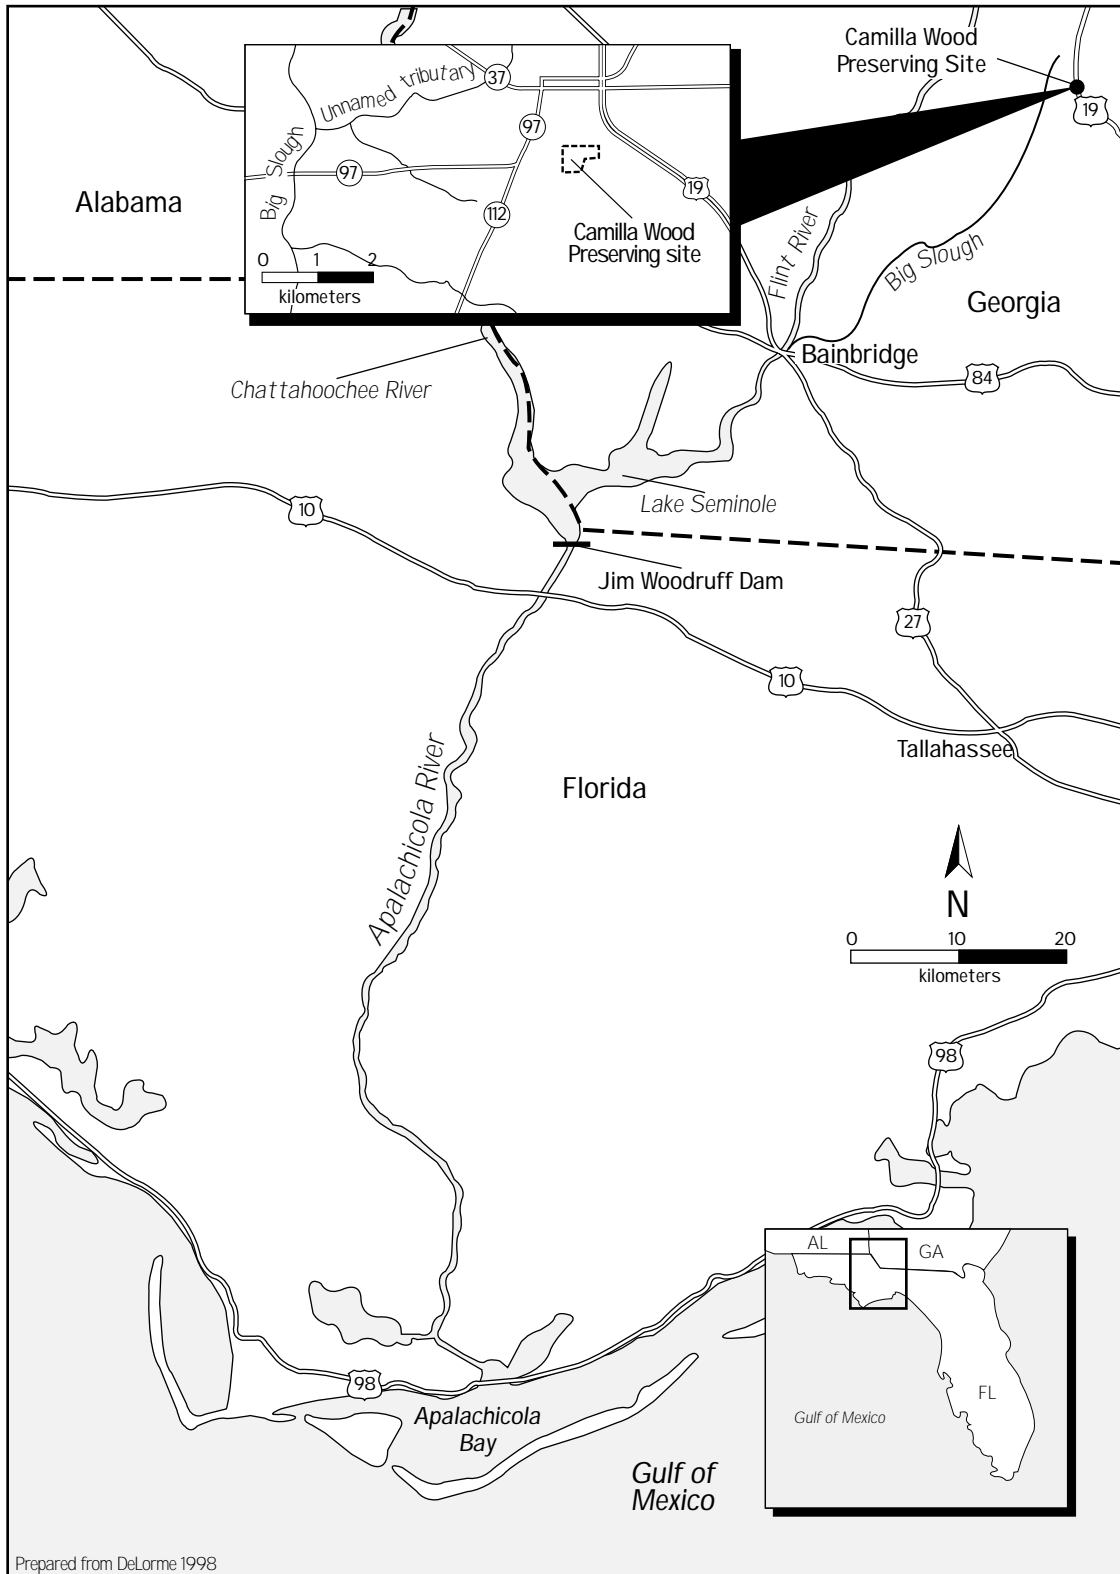 Camilla Wood
Preserving Site
19
Unnamed tributary
37
97
Big Slough
97
19
112
Camilla Wood
Preserving site
0 1 2
kilometers
Alabama
Flint River
Big Slough
Georgia
Bainbridge
84
Chattahoochee River
Lake Seminole
10
Jim Woodruff Dam
27
10
Tallahassee
Apalachicola River
Florida
N
0 10 20
kilometers
98
AL
GA
FL
Gulf of Mexico
98
Apalachicola
Bay
Gulf of
Mexico
Prepared from DeLorme 1998